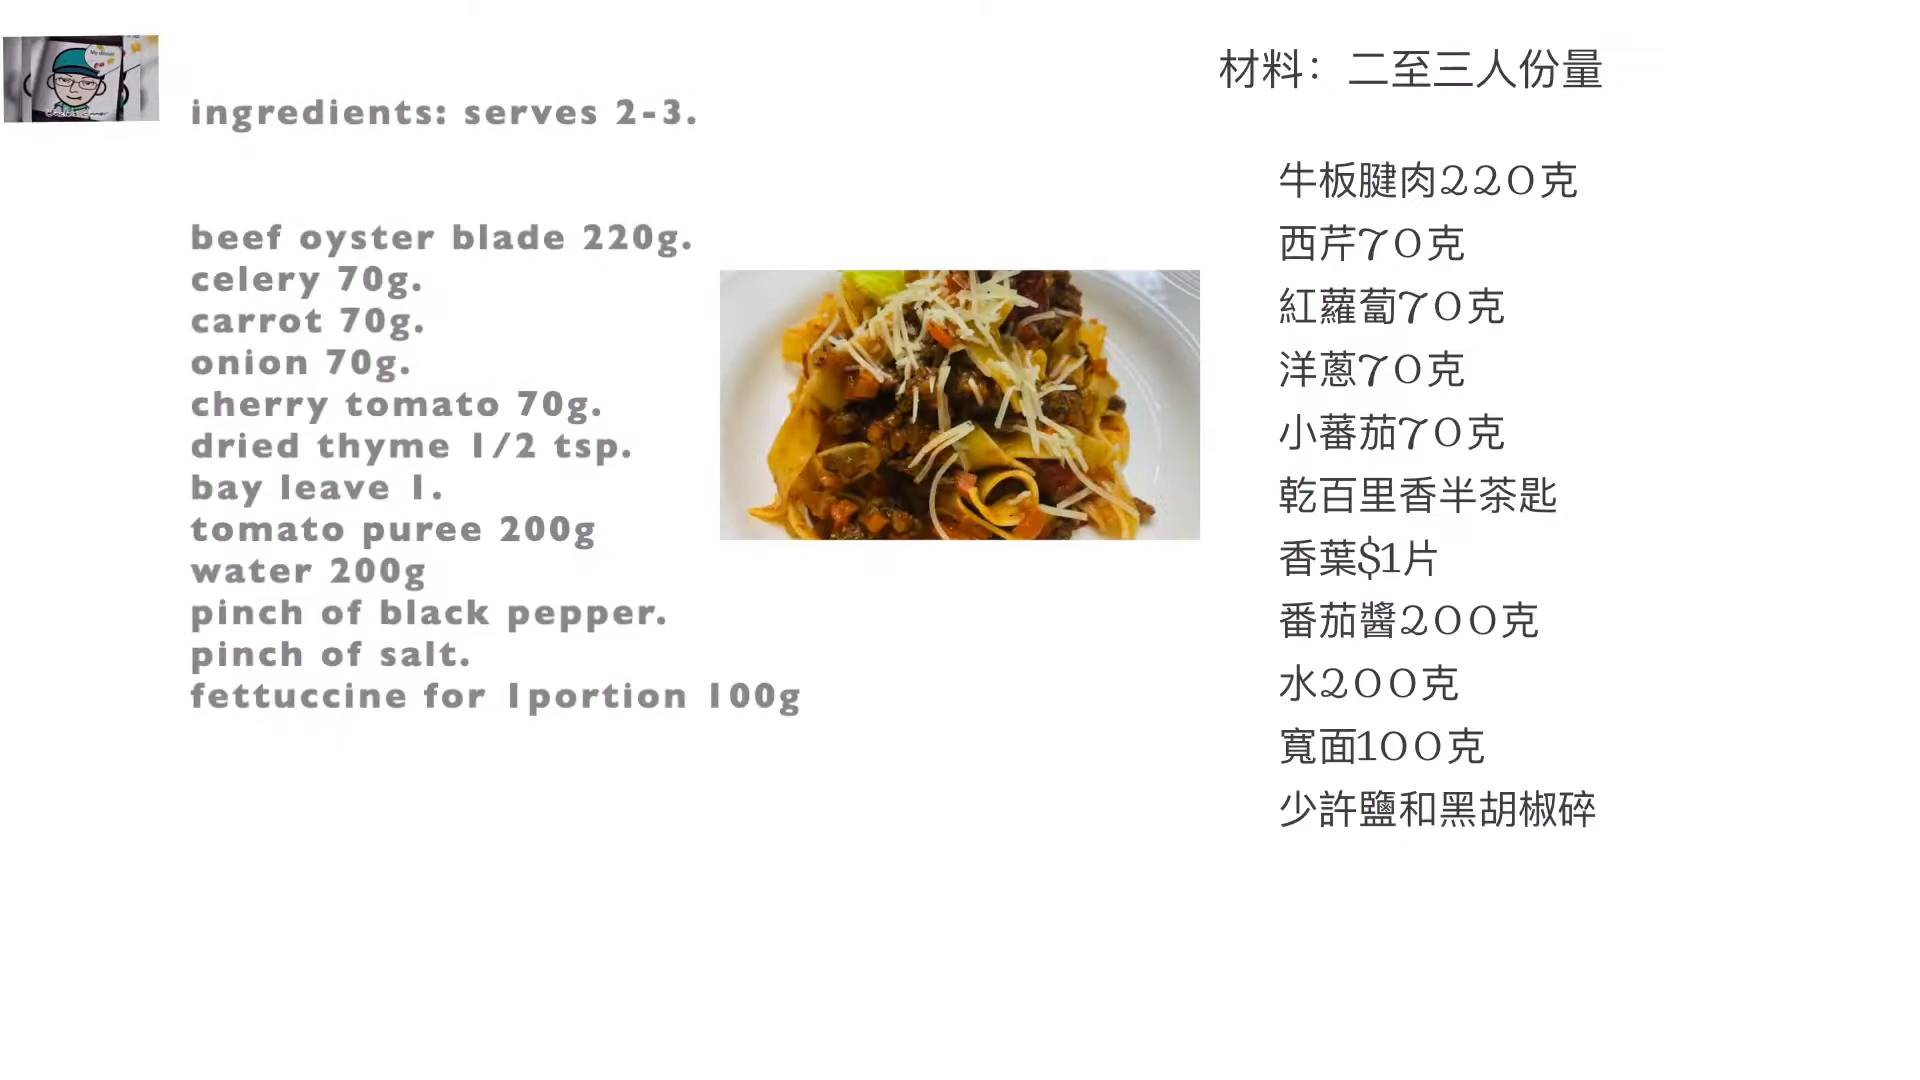 My dinner
ingredients: serves 2-3.
beef oyster blade 220g.
celery 70g.
carrot 70g.
onion 70g.
cherry tomato 70g.
dried thyme 1/2 tsp.
bay leave 1.
tomato puree 200g
water 200g
pinch of black pepper.
pinch of salt.
fettuccine for 1portion 100g
材料：二至三人份量
牛板腱肉220克
西芹70克
紅蘿蔔70克
洋蔥70克
小蕃茄70克
乾百里香半茶匙
香葉$1片
番茄醬200克
水200克
寬面100克
少許鹽和黑胡椒碎